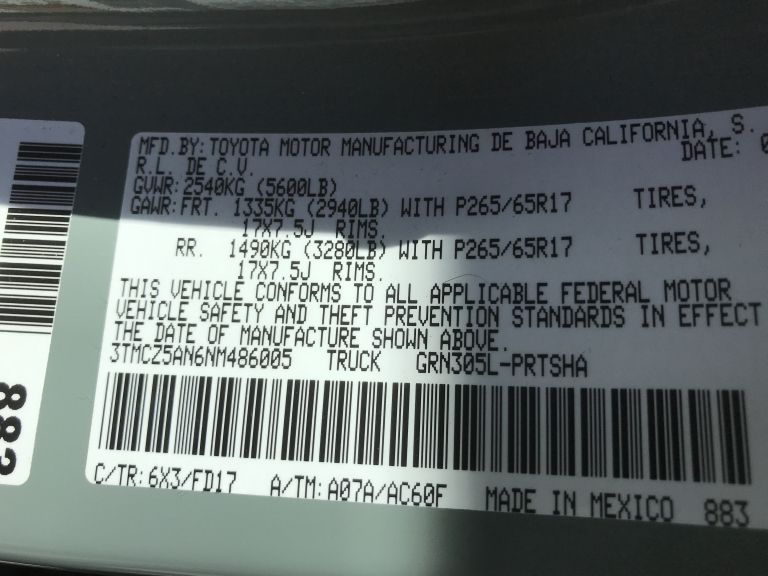 MFD.BY: TOYOTA MOTOR MANUFACTURING DE BAJA CALIFORNIA, S.
R.L. DE C.V. DATE: 0
GVWR: 2540KG (5600LB)
GAWR: FRT. 1335KG (2940LB) WITH P265/65R17 TIRES,
17X7.5J RIMS.
RR. 1490KG (3280LB) WITH P265/65R17 TIRES,
17X7.5J RIMS.
THIS VEHICLE CONFORMS TO ALL APPLICABLE FEDERAL MOTOR
VEHICLE SAFETY AND THEFT PREVENTION STANDARDS IN EFFECT
THE DATE OF MANUFACTURE SHOWN ABOVE.
3TMCZ5AN6NM486005 TRUCK GRN305L-PRTSHA
C/TR: 6X3/FD17 A/TM: A07A/AC60F MADE IN MEXICO 883
883